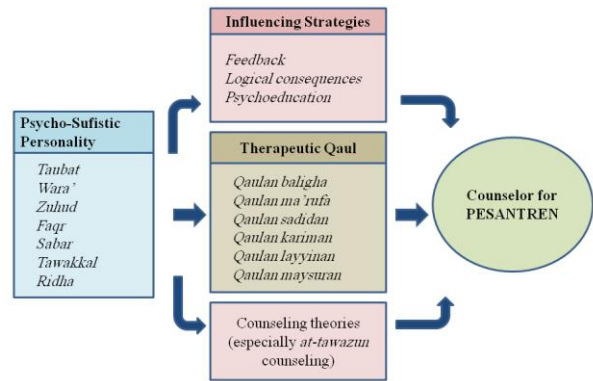 Influencing Strategies
Feedback
Logical consequences
Psychoeducation
Psycho-Sufistic
Personality
Taubat
Wara'
Zuhud
Faqr
Sabar
Tawakkal
Ridha
Therapeutic Qaul
Qaulan baligha
Qaulan ma'rufa
Qaulan sadidan
Qaulan kariman
Qaulan layyinan
Qaulan maysuran
Counseling theories
(especially at-tawazun
counseling)
Counselor for
PESANTREN